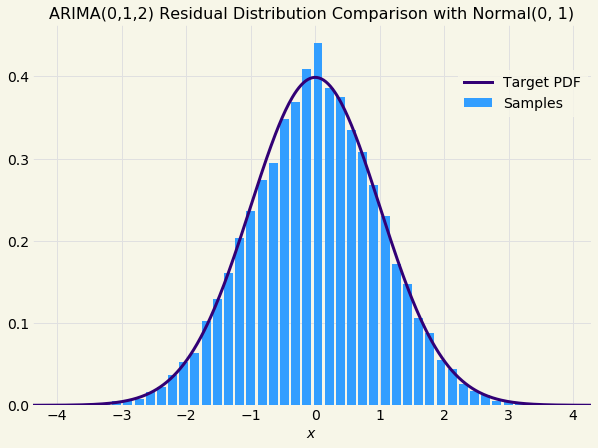 ARIMA(0,1,2) Residual Distribution Comparison with Normal(0, 1)
Target PDF
Samples
0.4
0.3
0.2
0.1
0.0
−4 −3 −2 −1 0 1 2 3 4
x